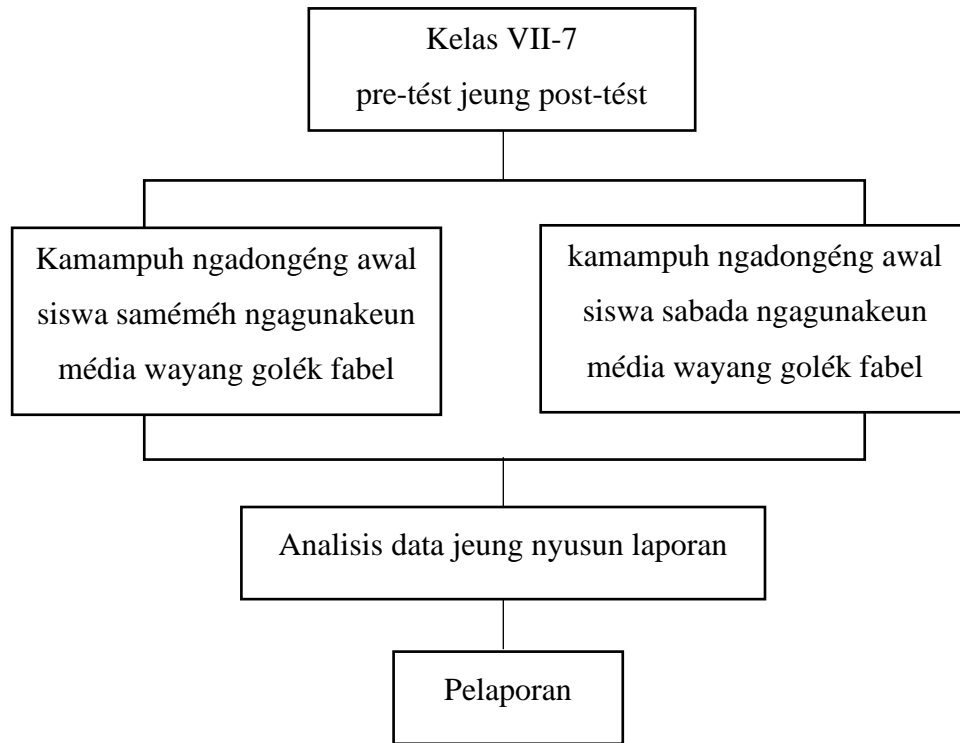 Kelas VII-7
pre-tést jeung post-tést
Kamampuh ngadongéng awal
siswa saméméh ngagunakeun
média wayang golék fabel
kamampuh ngadongéng awal
siswa sabada ngagunakeun
média wayang golék fabel
Analisis data jeung nyusun laporan
Pelaporan